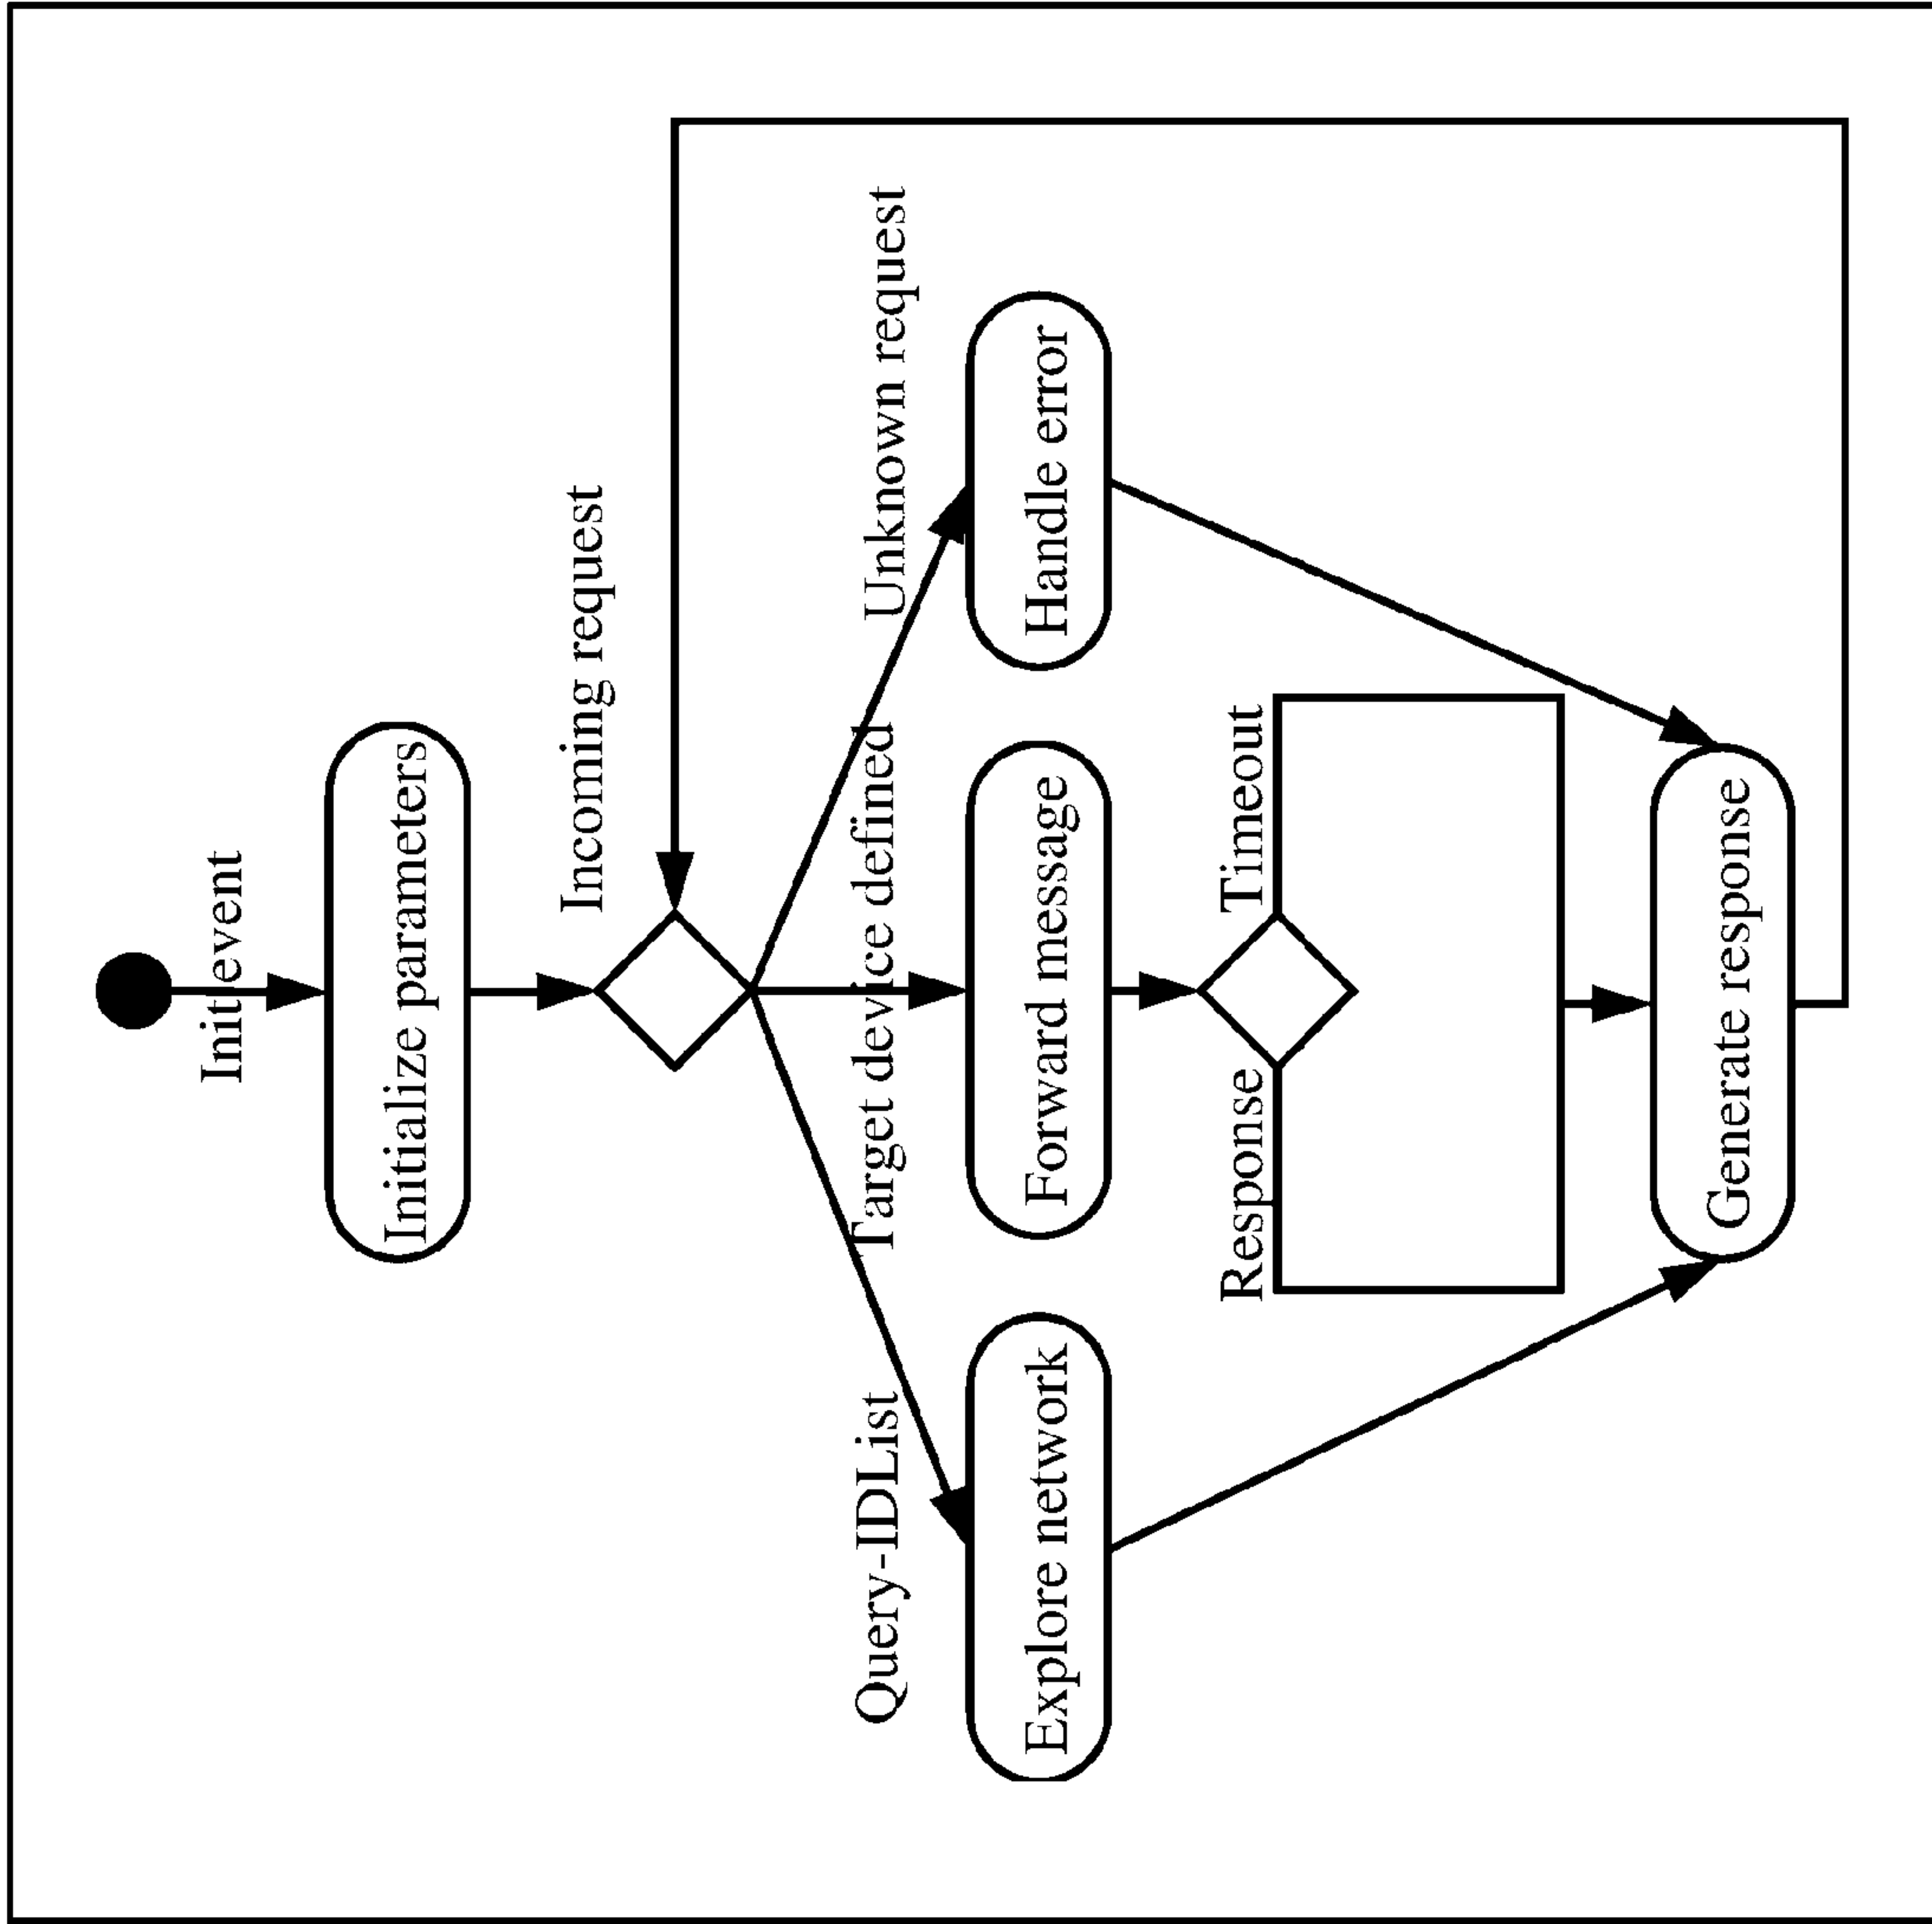 Init event
Initialize parameters
Incoming request
Query-IDList
Target device defined
Unknown request
Explore network
Forward message
Handle error
Response
Timeout
Generate response